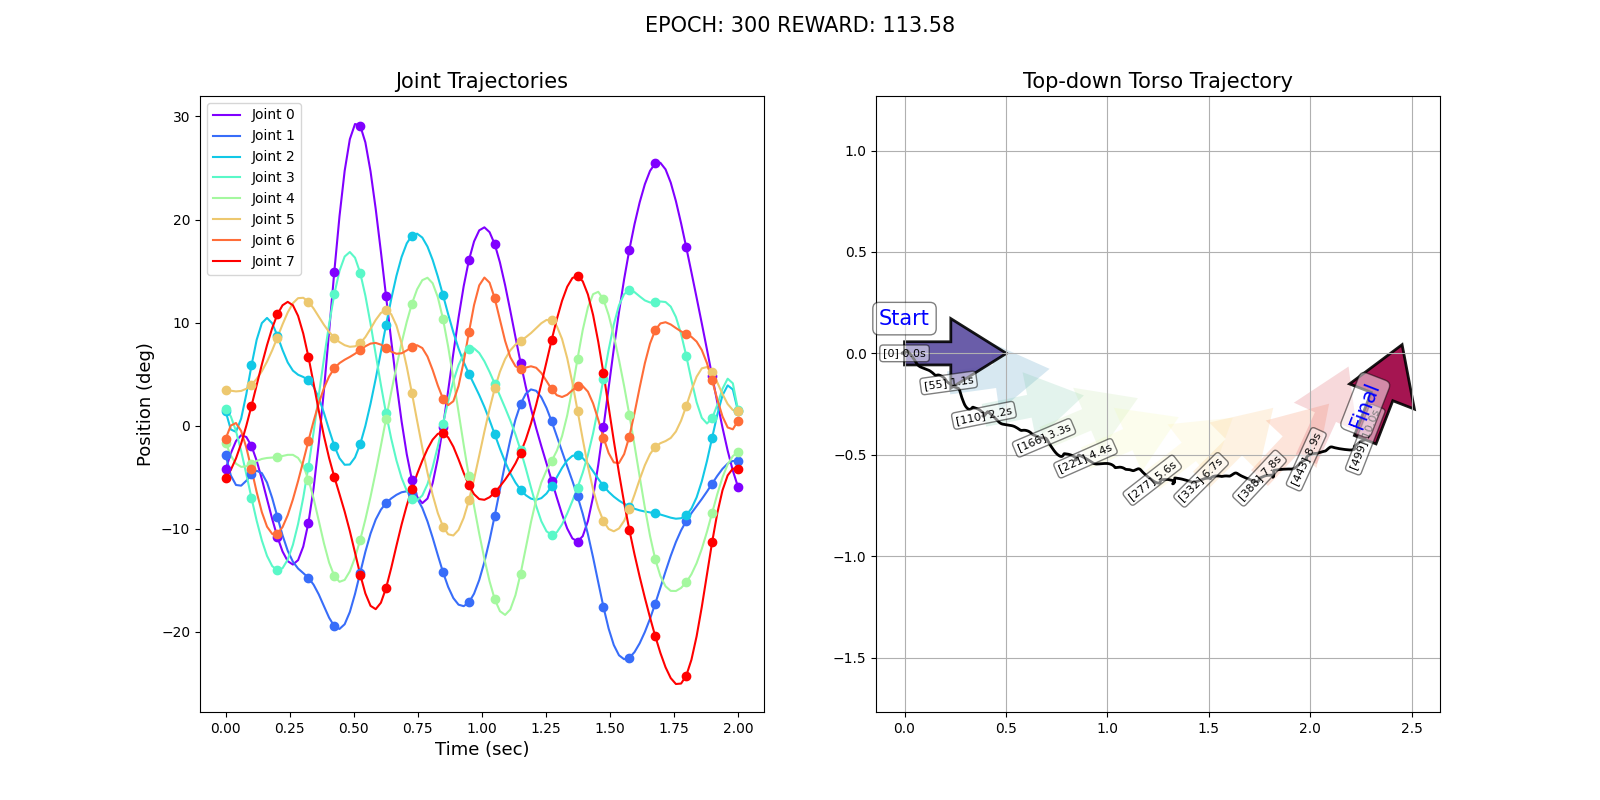 EPOCH: 300 REWARD: 113.58
Joint Trajectories
Joint 0
Joint 1
Joint 2
Joint 3
Joint 4
Joint 5
Joint 6
Joint 7
30
20
10
0
−10
−20
Position (deg)
0.00 0.25 0.50 0.75 1.00 1.25 1.50 1.75 2.00
Time (sec)
Top-down Torso Trajectory
1.0
0.5
0.0
−0.5
−1.0
−1.5
Start
[0] 0.0s
[55] 1.1s
[110] 2.2s
[166] 3.3s
[221] 4.4s
[277] 5.6s
[332] 6.7s
[388] 7.8s
[443] 8.9s
[499]
Final
0.0 0.5 1.0 1.5 2.0 2.5